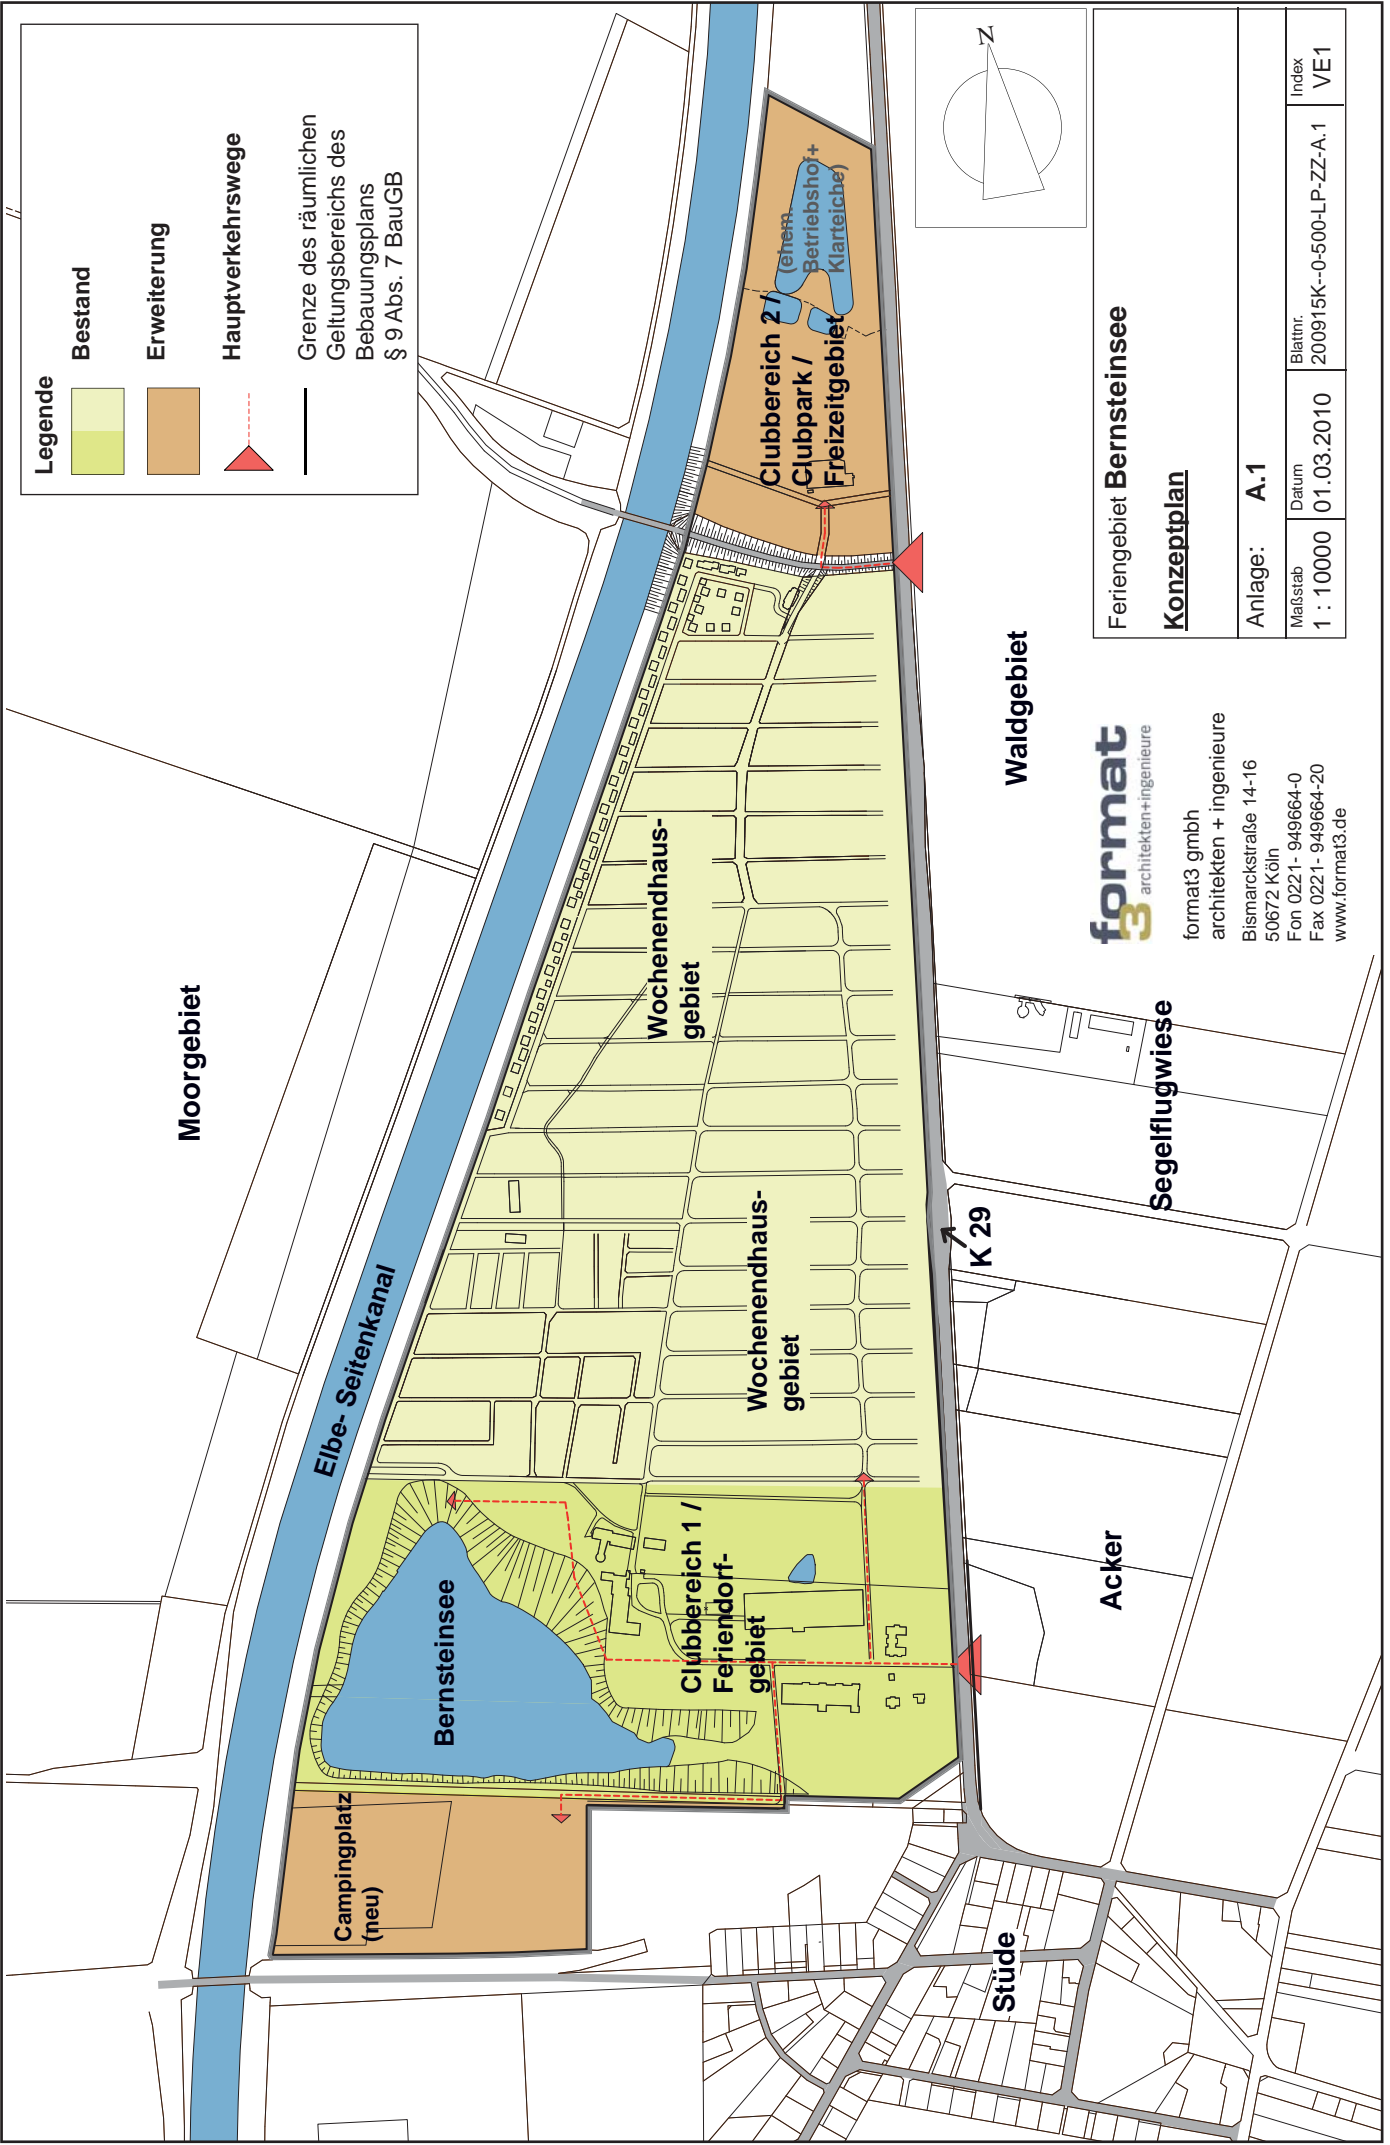 Legende
Bestand
Erweiterung
Hauptverkehrswege
Grenze des räumlichen
Geltungsbereichs des
Bebauungsplans
§ 9 Abs. 7 BauGB
Moorgebiet
Elbe- Seitenkanal
Campingplatz
(neu)
Bernsteinsee
Clubbereich 1 /
Feriendorf-
gebiet
Wochenendhaus-
gebiet
Wochenendhaus-
gebiet
Clubbereich 2 /
Clubpark /
Freizeitgebiet
(ehem.
Betriebshof+
Klarteiche)
K 29
Stüde
Acker
Segelflugwiese
Waldgebiet
N
format
3 architekten+ingenieure
format3 gmbh
architekten + ingenieure
Bismarckstraße 14-16
50672 Köln
Fon 0221- 949664-0
Fax 0221- 949664-20
www.format3.de
Feriengebiet Bernsteinsee
Konzeptplan
Anlage: A.1
Maßstab Datum Blattnr. Index
1 : 10000 01.03.2010 200915K--0-500-LP-ZZ-A.1 VE1